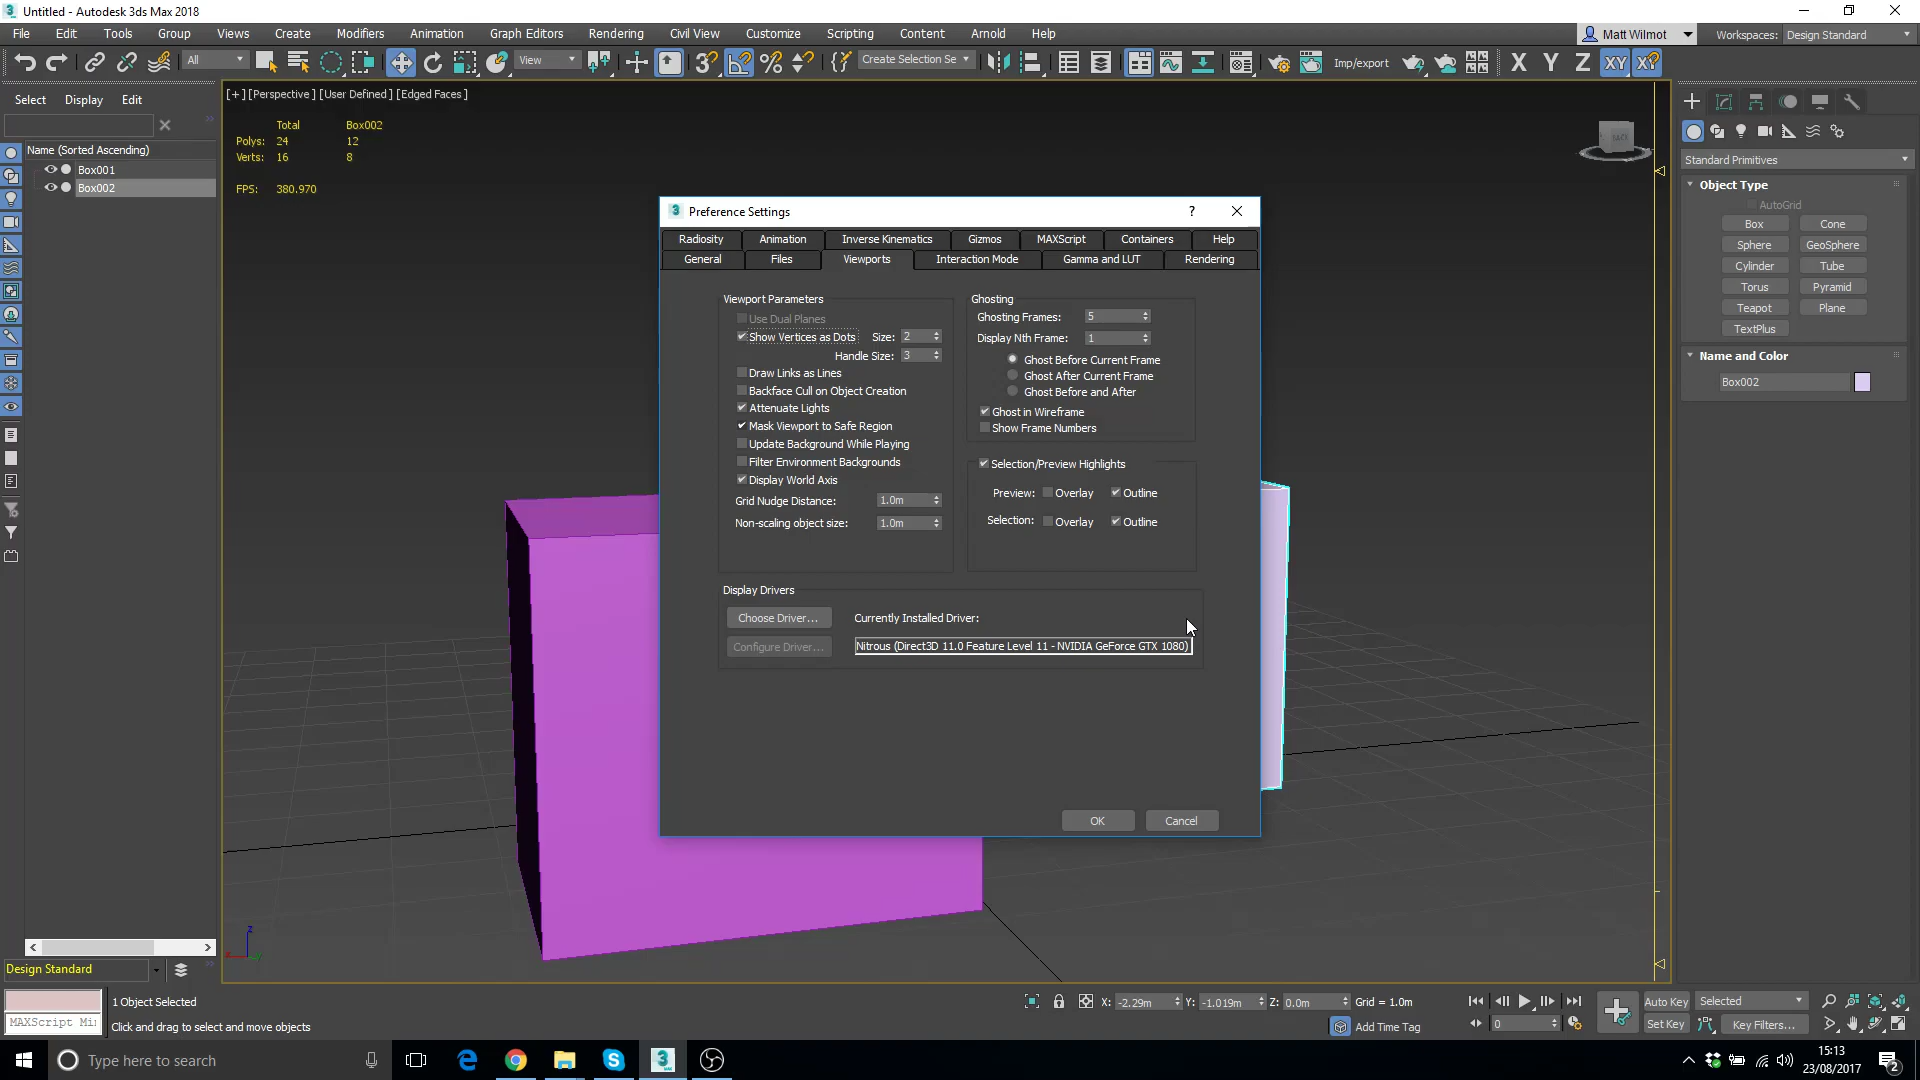 Untitled - Autodesk 3ds Max 2018
File Edit Tools Group Views Create Modifiers Animation Graph Editors Rendering Civil View Customize Scripting Content Arnold Help
Matt Wilmot Workspaces: Design Standard
All View Create Selection Se Imp/export X Y Z XY
Select Display Edit
Name (Sorted Ascending)
Box001
Box002
[+] [Perspective ] [User Defined ] [Edged Faces ]
Total Box002
Polys: 24 12
Verts: 16 8
FPS: 380.970
Preference Settings ?
Radiosity Animation Inverse Kinematics Gizmos MAXScript Containers Help
General Files Viewports Interaction Mode Gamma and LUT Rendering
Viewport Parameters
Use Dual Planes
Show Vertices as Dots Size: 2
Handle Size: 3
Draw Links as Lines
Backface Cull on Object Creation
Attenuate Lights
Mask Viewport to Safe Region
Update Background While Playing
Filter Environment Backgrounds
Display World Axis
Grid Nudge Distance: 1.0m
Non-scaling object size: 1.0m
Ghosting
Ghosting Frames: 5
Display Nth Frame: 1
Ghost Before Current Frame
Ghost After Current Frame
Ghost Before and After
Ghost in Wireframe
Show Frame Numbers
Selection/Preview Highlights
Preview: Overlay Outline
Selection: Overlay Outline
Display Drivers
Choose Driver... Currently Installed Driver:
Configure Driver... Nitrous (Direct3D 11.0 Feature Level 11 - NVIDIA GeForce GTX 1080)
OK Cancel
Standard Primitives
Object Type
AutoGrid
Box Cone
Sphere GeoSphere
Cylinder Tube
Torus Pyramid
Teapot Plane
TextPlus
Name and Color
Box002
z
Design Standard
1 Object Selected
MAXScript Mi
Click and drag to select and move objects
X: -2.29m Y: -1.019m Z: 0.0m Grid = 1.0m
Add Time Tag
0
Auto Key Selected
Set Key Key Filters...
Type here to search
15:13
23/08/2017
2